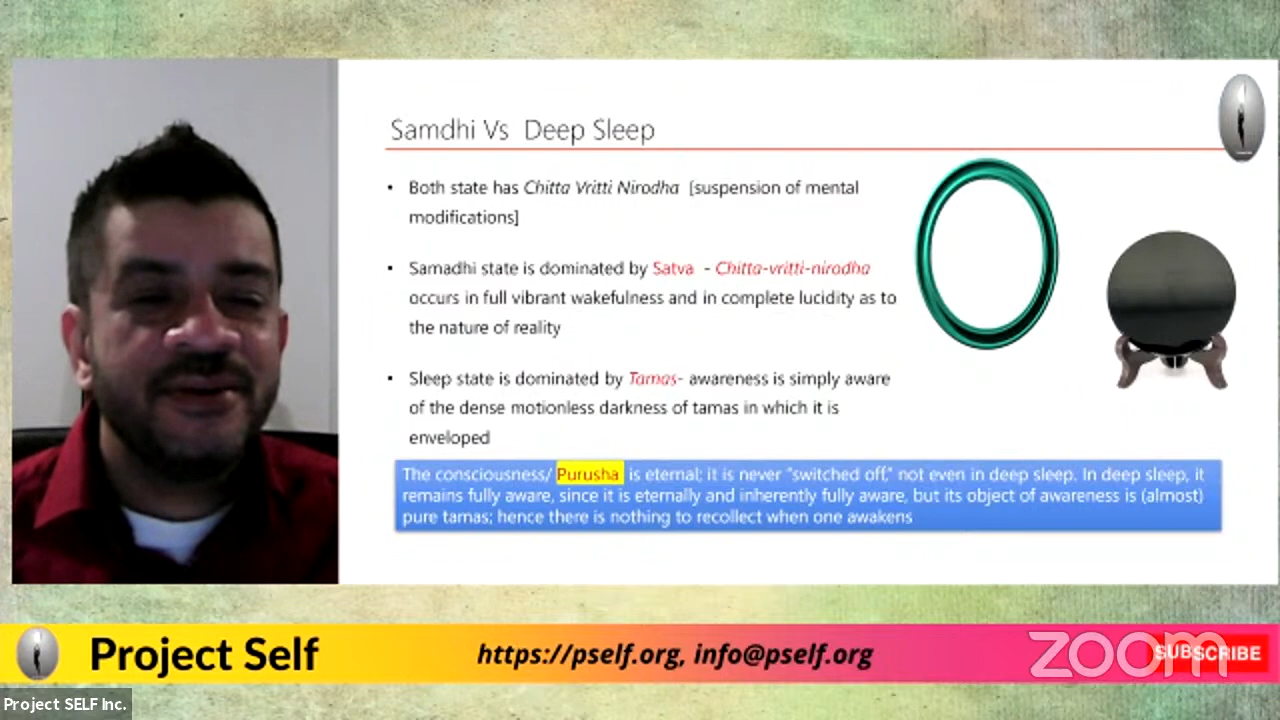 Samdhi Vs Deep Sleep
• Both state has Chitta Vritti Nirodha [suspension of mental
modifications]
• Samadhi state is dominated by Satva - Chitta-vritti-nirodha
occurs in full vibrant wakefulness and in complete lucidity as to
the nature of reality
• Sleep state is dominated by Tamas- awareness is simply aware
of the dense motionless darkness of tamas in which it is
enveloped
The consciousness/ Purusha is eternal; it is never "switched off," not even in deep sleep. In deep sleep, it
remains fully aware, since it is eternally and inherently fully aware, but its object of awareness is (almost)
pure tamas; hence there is nothing to recollect when one awakens
Project Self
https://pself.org, info@pself.org
zoom
SUBSCRIBE
Project SELF Inc.